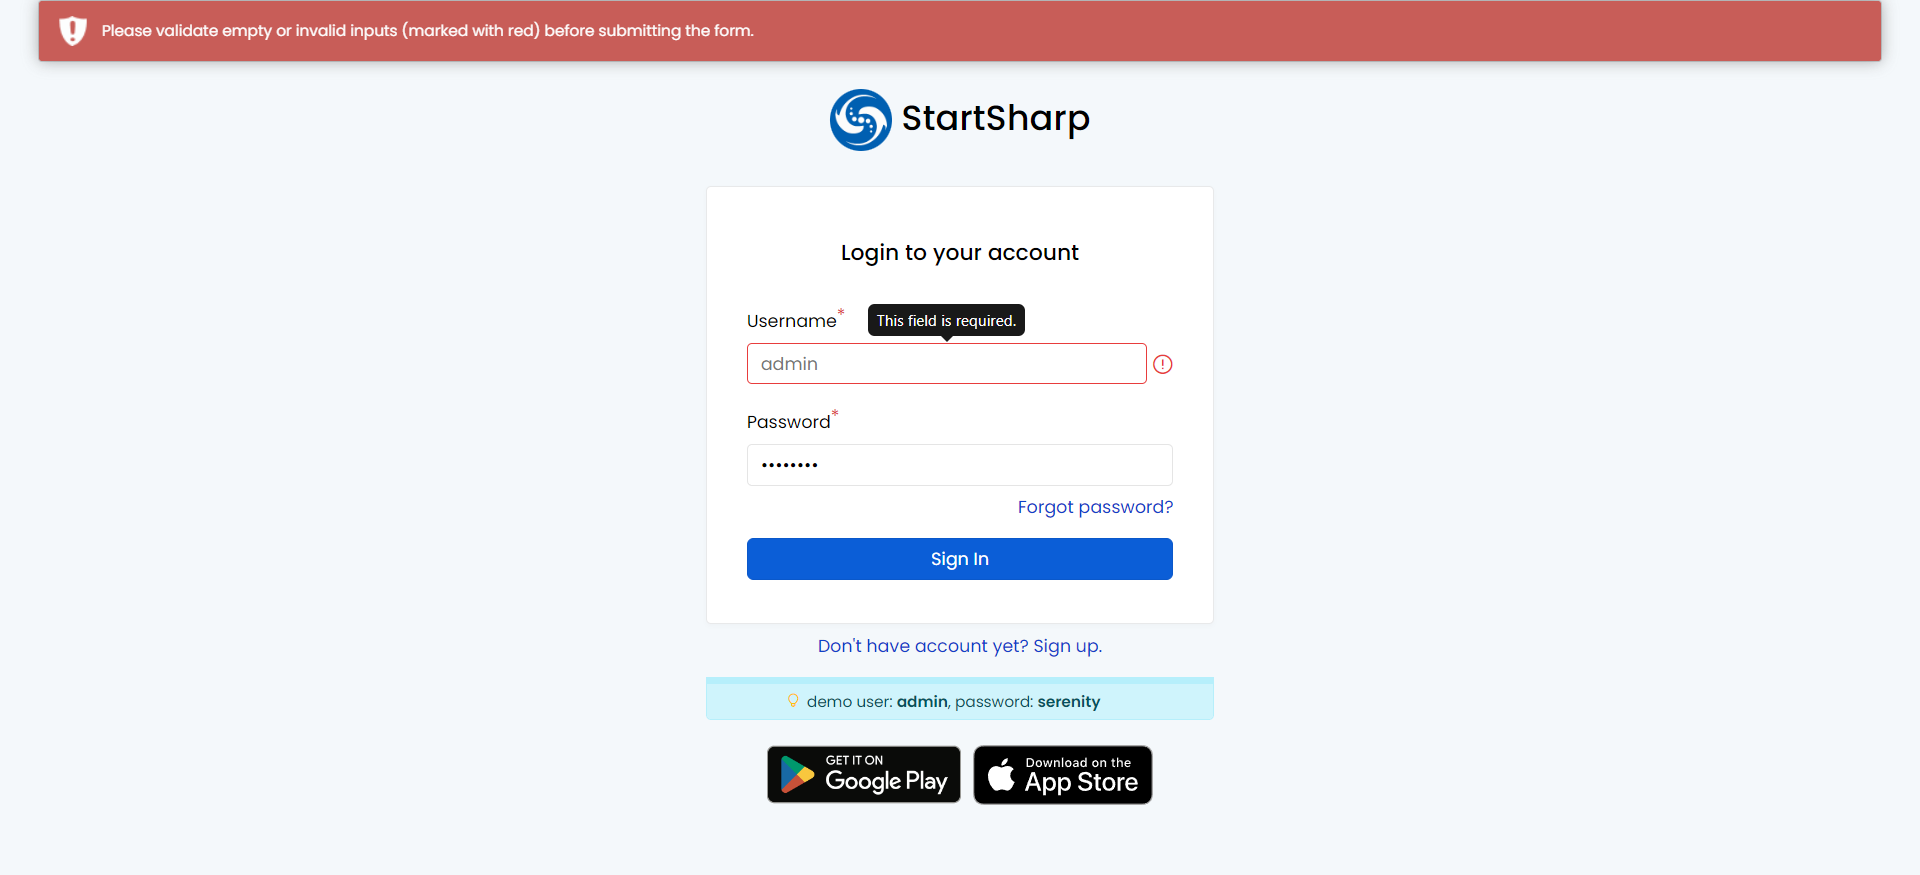 Please validate empty or invalid inputs (marked with red) before submitting the form.
StartSharp
Login to your account
Username*
This field is required.
admin
Password*
••••••••
Forgot password?
Sign In
Don't have account yet? Sign up.
demo user: admin, password: serenity
GET IT ON
Google Play
Download on the
App Store